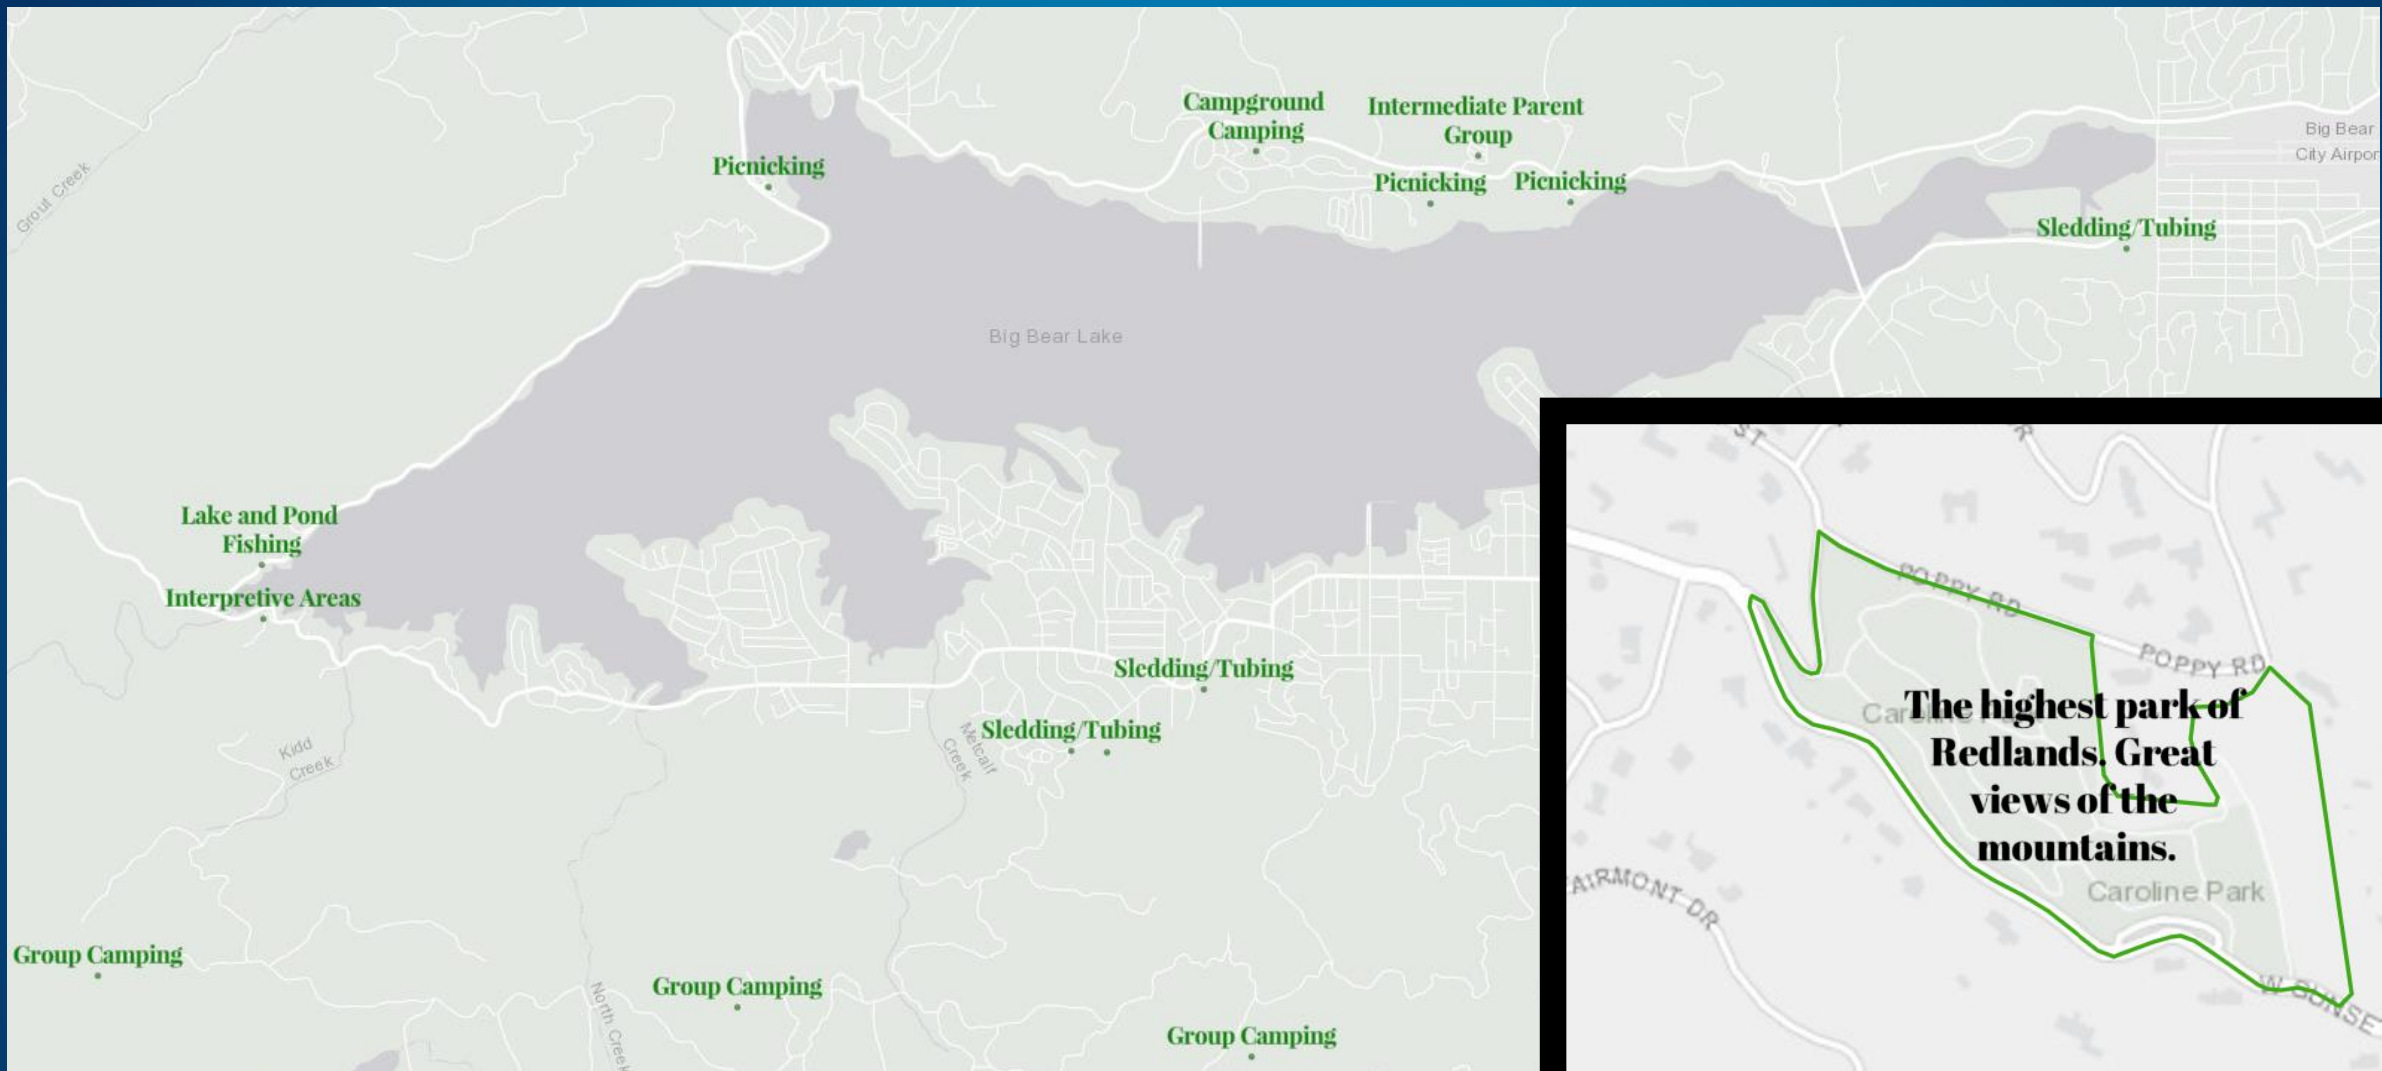 Campground
Camping
Intermediate Parent
Group
Big Bear
City Airpor
Picnicking
Picnicking
Picnicking
Grout Creek
Sledding/Tubing
Big Bear Lake
Lake and Pond
Fishing
Interpretive Areas
Sledding/Tubing
Sledding/Tubing
Metcalf
Creek
Kidd
Creek
Group Camping
Group Camping
North Creek
Group Camping
ST
POPPY RD
POPPY RD
The highest park of
Redlands. Great
views of the
mountains.
Caroline Park
AIRMONT DR
W SUNSE